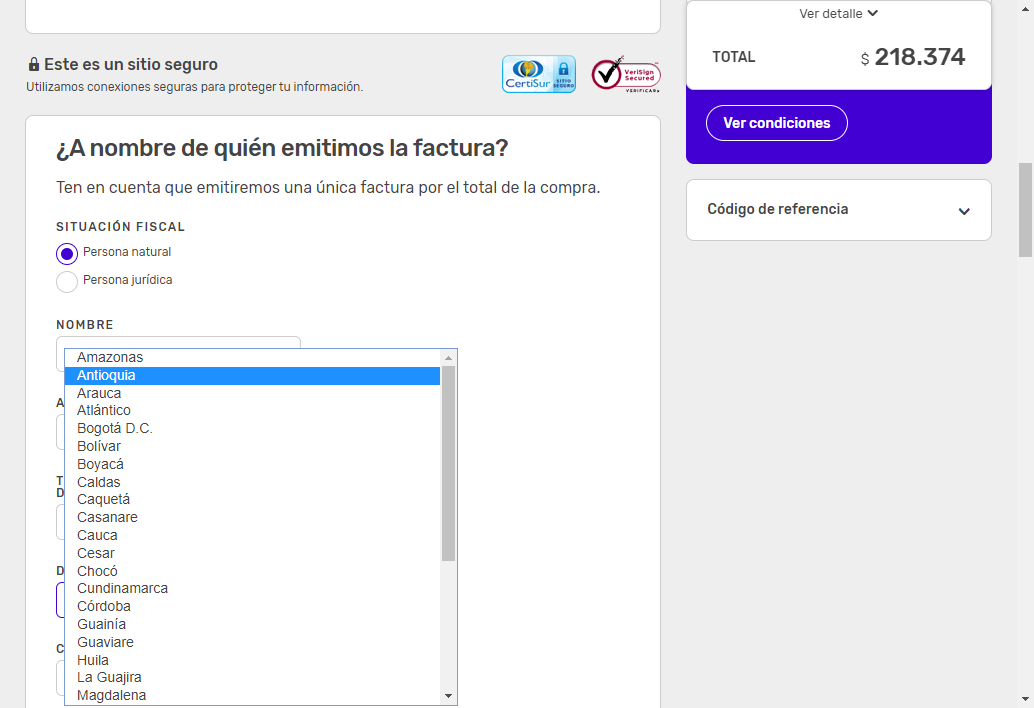 Ver detalle
TOTAL
$ 218.374
Ver condiciones
Código de referencia
Este es un sitio seguro
Utilizamos conexiones seguras para proteger tu información.
CertiSur
SITIO
SEGURO
VeriSign
Secured
VERIFICAR
¿A nombre de quién emitimos la factura?
Ten en cuenta que emitiremos una única factura por el total de la compra.
SITUACIÓN FISCAL
Persona natural
Persona jurídica
NOMBRE
A
T
D
D
C
Amazonas
Antioquia
Arauca
Atlántico
Bogotá D.C.
Bolívar
Boyacá
Caldas
Caquetá
Casanare
Cauca
Cesar
Chocó
Cundinamarca
Córdoba
Guainía
Guaviare
Huila
La Guajira
Magdalena